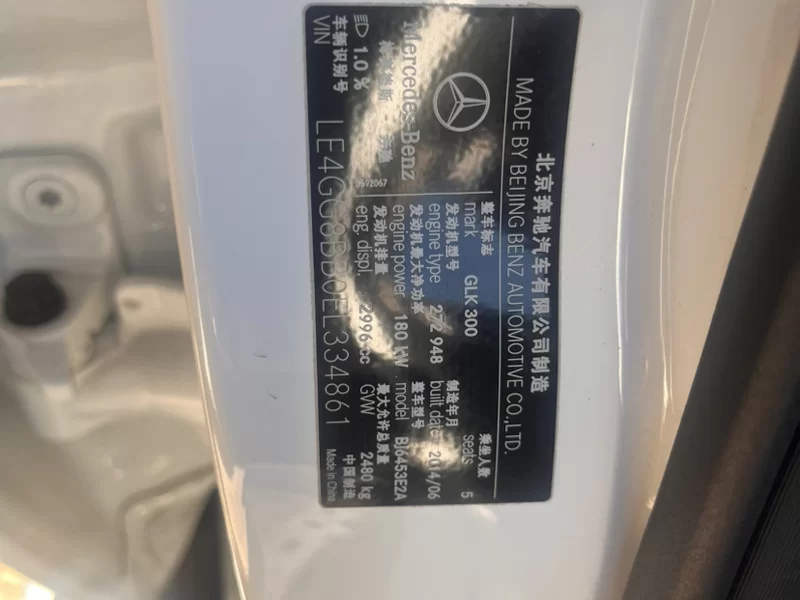 北京奔驰汽车有限公司制造
MADE BY BEIJING BENZ AUTOMOTIVE CO.,LTD.
整车标志 乘坐人数
mark GLK 300 seats 5
发动机型号 制造年月
engine type 272 948 built date 2014/06
发动机最大净功率 整车型号
engine power 180 kW model BJ6453E2A
发动机排量 最大允许总质量
eng. displ. 2996 cc GVW 2480 kg
Mercedes-Benz
1.0 %
中国制造
Made in China
车辆识别号
VIN LE4GG8BB0EL334861